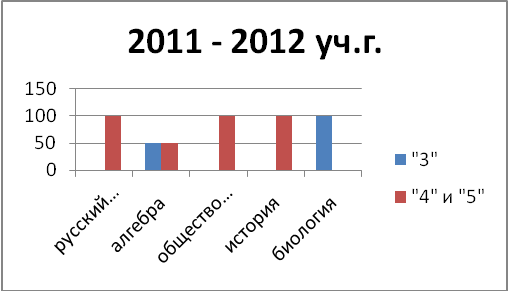 2011 - 2012 уч.г.
150
100
50
0
русский...
алгебра
общество...
история
биология
"3"
"4" и "5"